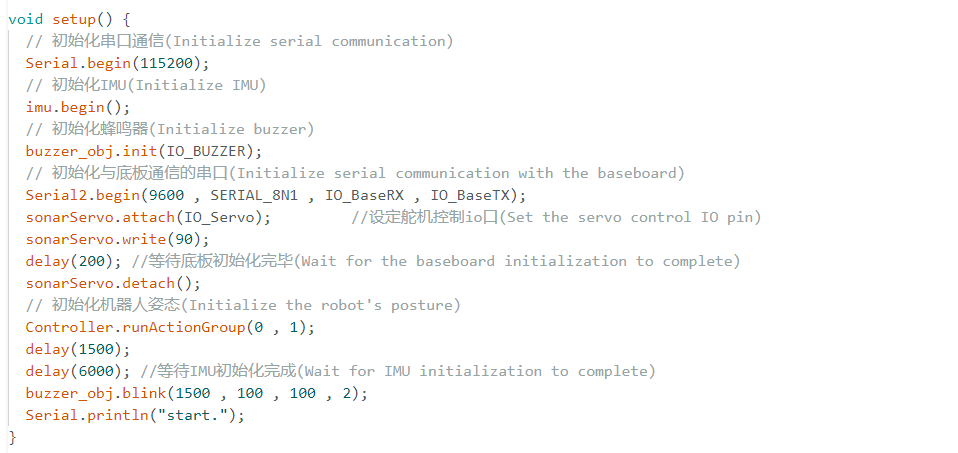 void setup() {
// 初始化串口通信(Initialize serial communication)
Serial.begin(115200);
// 初始化IMU(Initialize IMU)
imu.begin();
// 初始化蜂鸣器(Initialize buzzer)
buzzer_obj.init(IO_BUZZER);
// 初始化与底板通信的串口(Initialize serial communication with the baseboard)
Serial2.begin(9600 , SERIAL_8N1 , IO_BaseRX , IO_BaseTX);
sonarServo.attach(IO_Servo);         //设定舵机控制io口(Set the servo control IO pin)
sonarServo.write(90);
delay(200); //等待底板初始化完毕(Wait for the baseboard initialization to complete)
sonarServo.detach();
// 初始化机器人姿态(Initialize the robot's posture)
Controller.runActionGroup(0 , 1);
delay(1500);
delay(6000); //等待IMU初始化完成(Wait for IMU initialization to complete)
buzzer_obj.blink(1500 , 100 , 100 , 2);
Serial.println("start.");
}